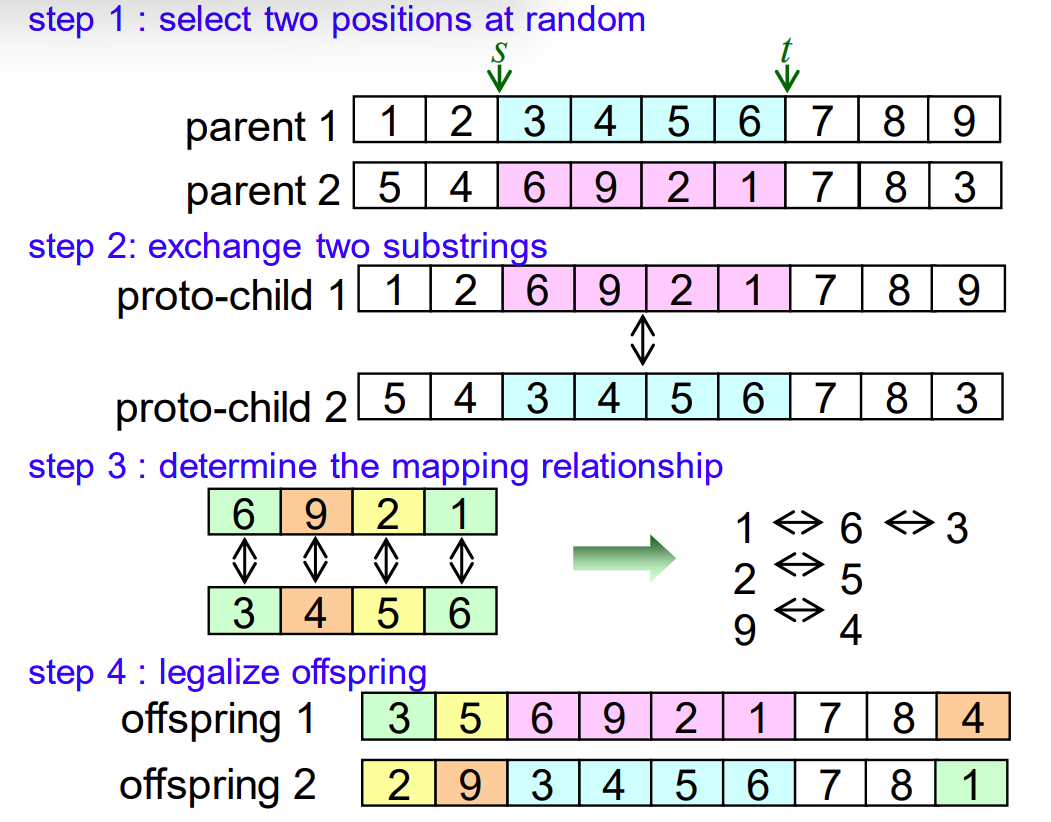 step 1 : select two positions at random
s t
parent 1 1 2 3 4 5 6 7 8 9
parent 2 5 4 6 9 2 1 7 8 3
step 2: exchange two substrings
proto-child 1 1 2 6 9 2 1 7 8 9
proto-child 2 5 4 3 4 5 6 7 8 3
step 3 : determine the mapping relationship
6 9 2 1
3 4 5 6
1 ⇔ 6 ⇔ 3
2 ⇔ 5
9 ⇔ 4
step 4 : legalize offspring
offspring 1 3 5 6 9 2 1 7 8 4
offspring 2 2 9 3 4 5 6 7 8 1